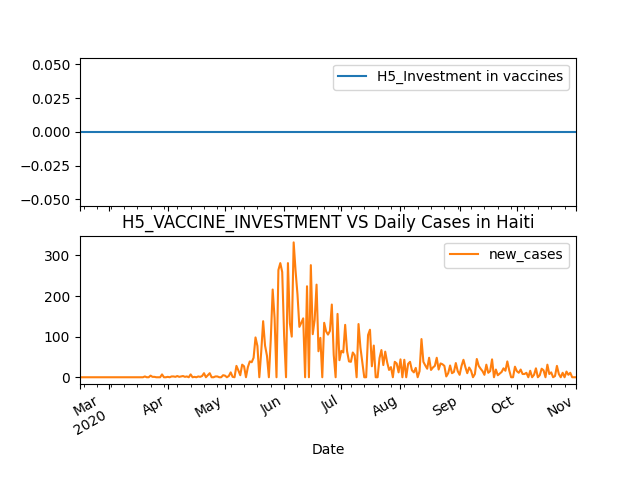 0.050
0.025
0.000
−0.025
−0.050
H5_Investment in vaccines
H5_VACCINE_INVESTMENT VS Daily Cases in Haiti
300
200
100
0
new_cases
Mar
2020
Apr
May
Jun
Jul
Aug
Sep
Oct
Nov
Date